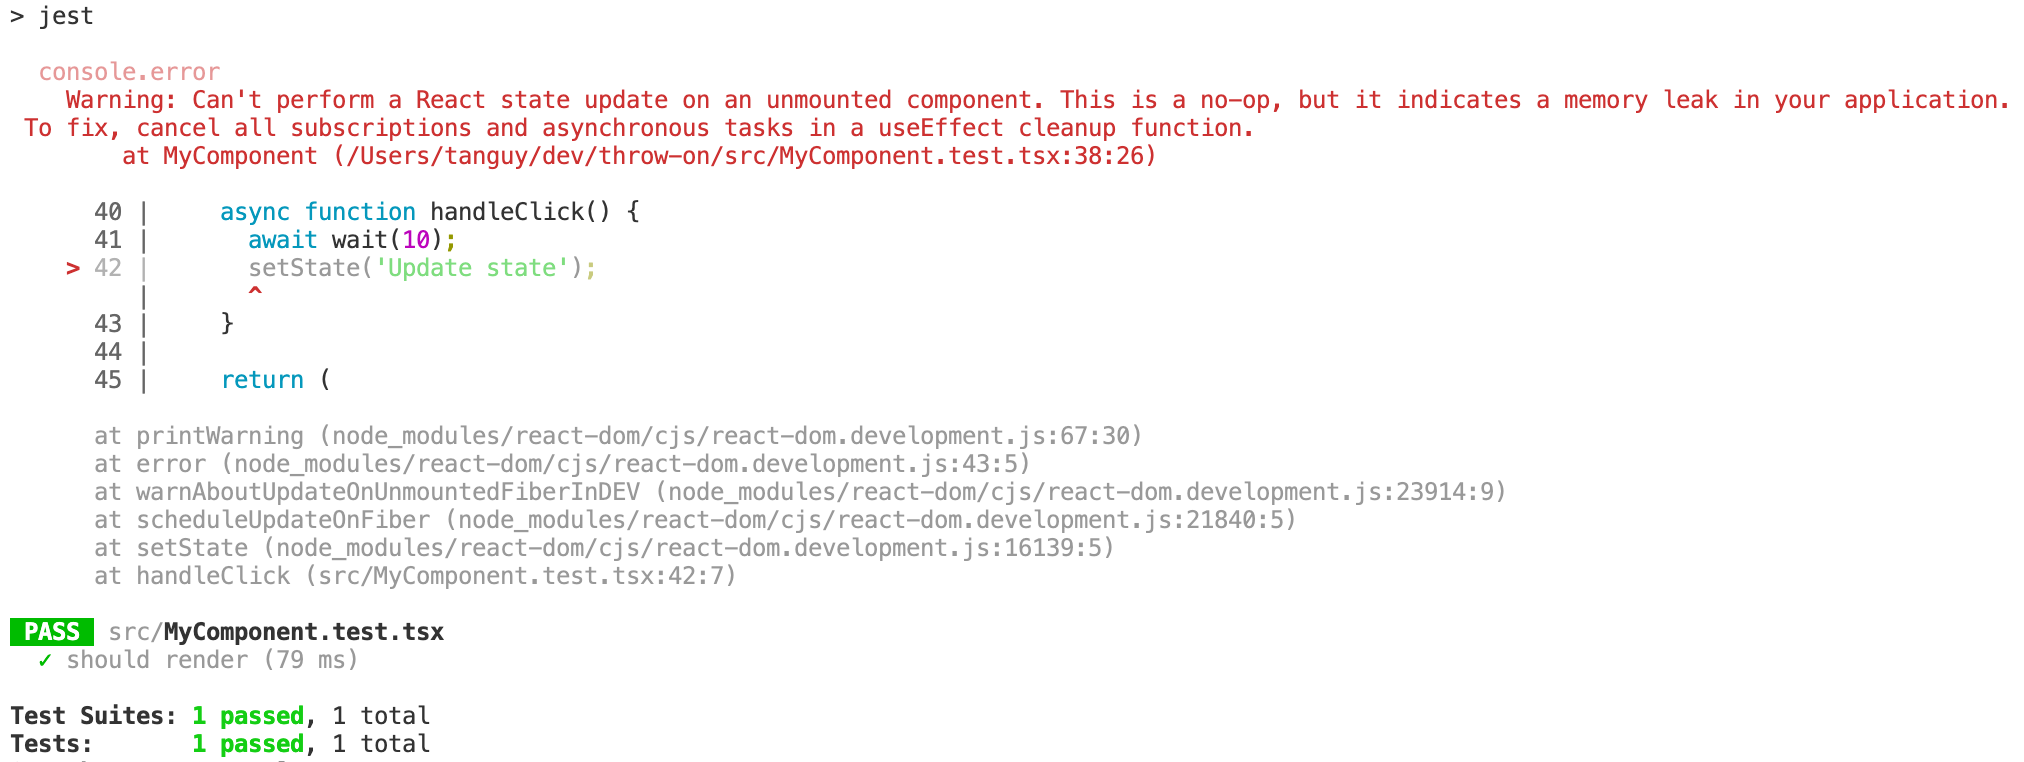 > jest
console.error
Warning: Can't perform a React state update on an unmounted component. This is a no-op, but it indicates a memory leak in your application.
To fix, cancel all subscriptions and asynchronous tasks in a useEffect cleanup function.
at MyComponent (/Users/tanguy/dev/throw-on/src/MyComponent.test.tsx:38:26)
40 |     async function handleClick() {
41 |       await wait(10);
> 42 |       setState('Update state');
|       ^
43 |     }
44 |
45 |     return (
at printWarning (node_modules/react-dom/cjs/react-dom.development.js:67:30)
at error (node_modules/react-dom/cjs/react-dom.development.js:43:5)
at warnAboutUpdateOnUnmountedFiberInDEV (node_modules/react-dom/cjs/react-dom.development.js:23914:9)
at scheduleUpdateOnFiber (node_modules/react-dom/cjs/react-dom.development.js:21840:5)
at setState (node_modules/react-dom/cjs/react-dom.development.js:16139:5)
at handleClick (src/MyComponent.test.tsx:42:7)
PASS src/MyComponent.test.tsx
✓ should render (79 ms)
Test Suites: 1 passed, 1 total
Tests:       1 passed, 1 total